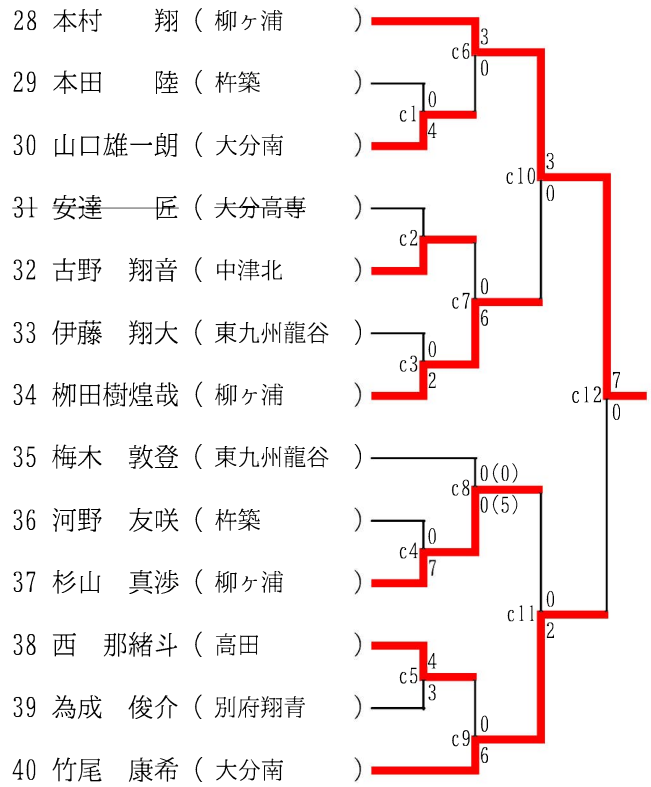 28 本村　　翔 ( 柳ヶ浦 )
3
c6
0
29 本田　　陸 ( 杵築 )
0
c1
30 山口雄一朗 ( 大分南 )
4
3
c10
0
31 安達　　匠 ( 大分高専 )
c2
32 古野　翔音 ( 中津北 )
0
c7
6
33 伊藤　翔大 ( 東九州龍谷 )
0
c3
2
34 栁田樹煌哉 ( 柳ヶ浦 )
7
c12
0
35 梅木　敦登 ( 東九州龍谷 )
0(0)
c8
0(5)
36 河野　友咲 ( 杵築 )
0
c4
7
37 杉山　真渉 ( 柳ヶ浦 )
0
c11
2
38 西　那緒斗 ( 高田 )
4
c5
3
39 為成　俊介 ( 別府翔青 )
0
c9
6
40 竹尾　康希 ( 大分南 )